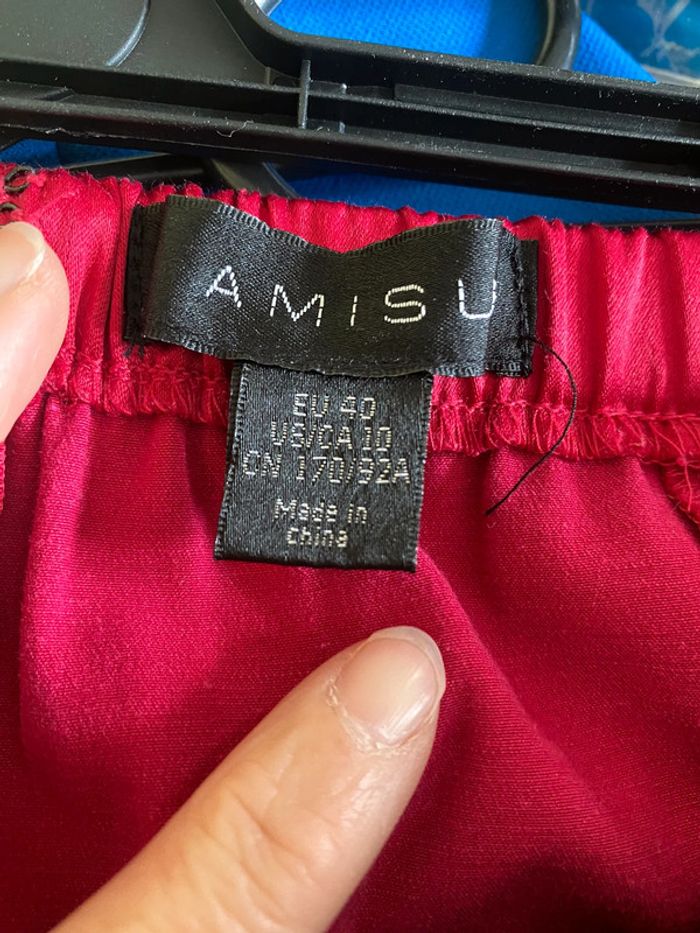 AMISU
EU 40
US/CA 10
CN 170/92A
Made in
china